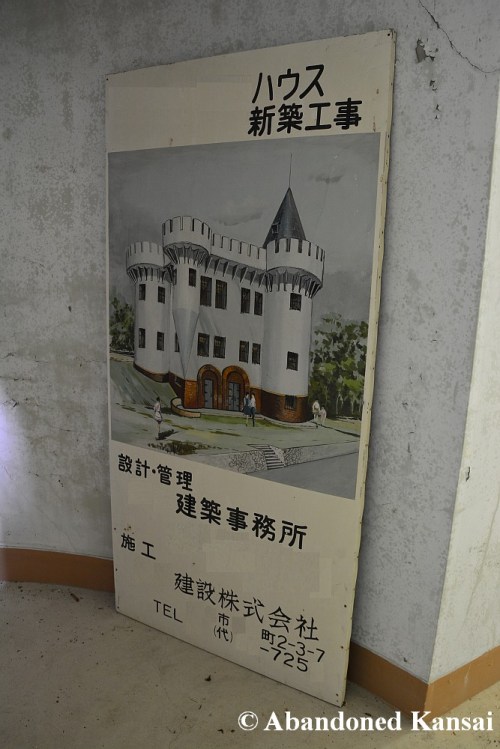 ハウス
新築工事
設計・管理
建築事務所
施工
建設株式会社
市 町2-3-7
TEL (代) -725
© Abandoned Kansai